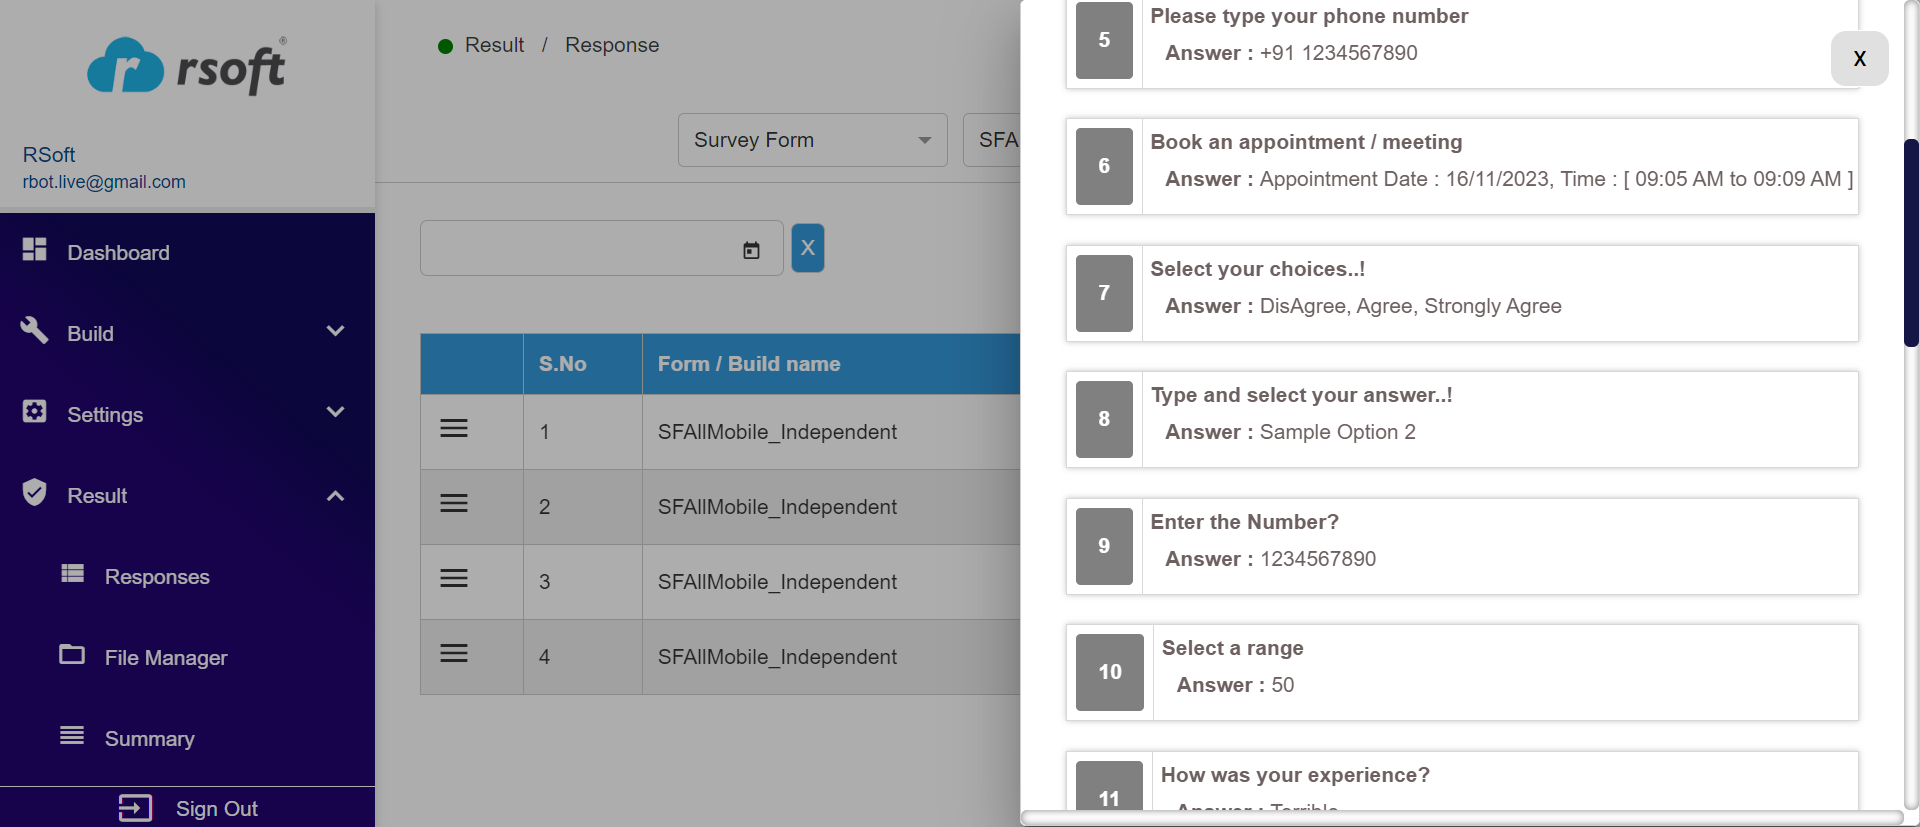 rsoft®
RSoft
rbot.live@gmail.com
Dashboard
Build
Settings
Result
Responses
File Manager
Summary
Sign Out
Result / Response
Survey Form
SFA
X
S.No Form / Build name
1 SFAllMobile_Independent
2 SFAllMobile_Independent
3 SFAllMobile_Independent
4 SFAllMobile_Independent
X
5 Please type your phone number
Answer : +91 1234567890
6 Book an appointment / meeting
Answer : Appointment Date : 16/11/2023, Time : [ 09:05 AM to 09:09 AM ]
7 Select your choices..!
Answer : DisAgree, Agree, Strongly Agree
8 Type and select your answer..!
Answer : Sample Option 2
9 Enter the Number?
Answer : 1234567890
10 Select a range
Answer : 50
11 How was your experience?
Answer : Terrible